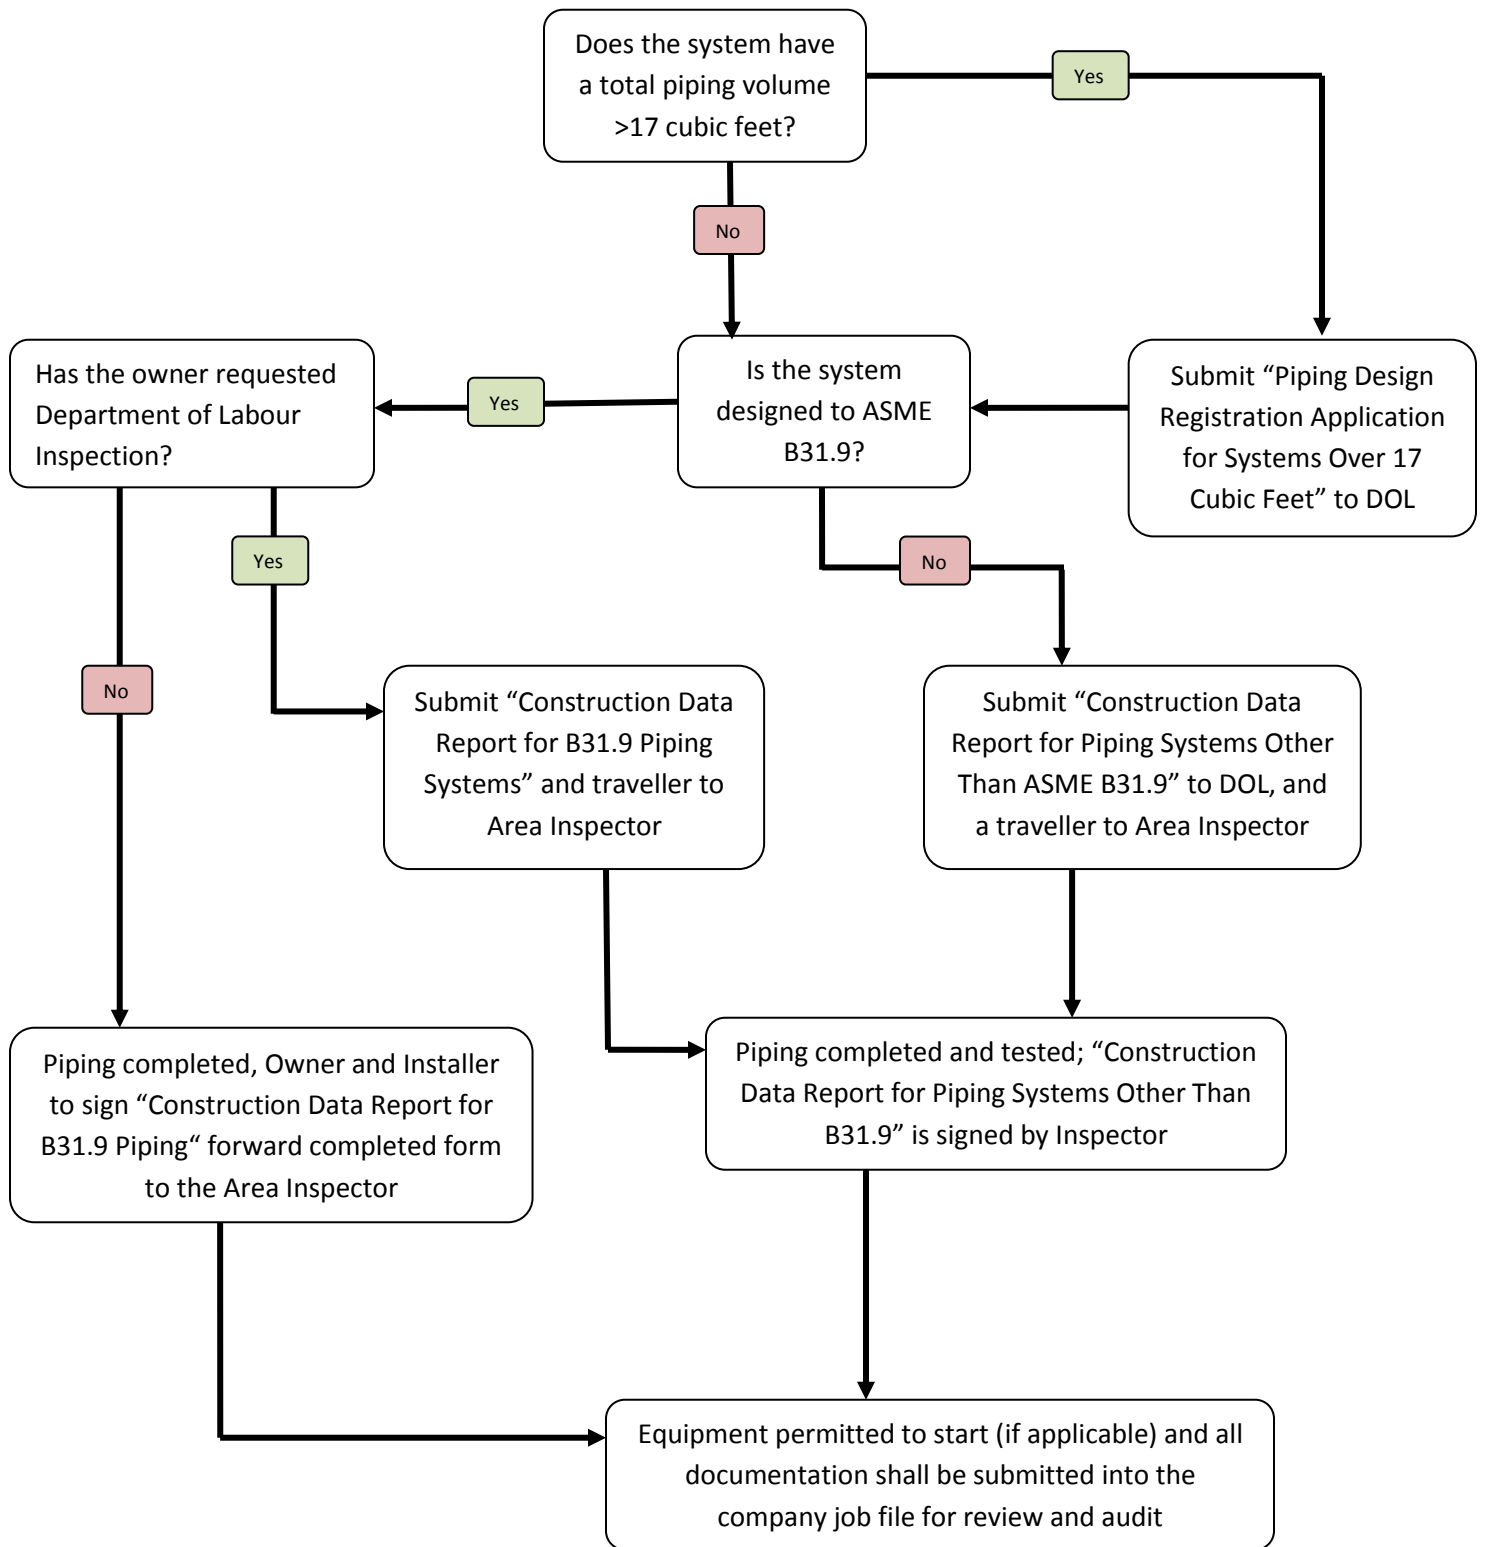 Does the system have
a total piping volume
>17 cubic feet?
Yes
No
Has the owner requested
Department of Labour
Inspection?
Yes
Is the system
designed to ASME
B31.9?
Submit “Piping Design
Registration Application
for Systems Over 17
Cubic Feet” to DOL
Yes
No
No
Submit “Construction Data
Report for B31.9 Piping
Systems” and traveller to
Area Inspector
Submit “Construction Data
Report for Piping Systems Other
Than ASME B31.9” to DOL, and
a traveller to Area Inspector
Piping completed, Owner and Installer
to sign “Construction Data Report for
B31.9 Piping“ forward completed form
to the Area Inspector
Piping completed and tested; “Construction
Data Report for Piping Systems Other Than
B31.9” is signed by Inspector
Equipment permitted to start (if applicable) and all
documentation shall be submitted into the
company job file for review and audit